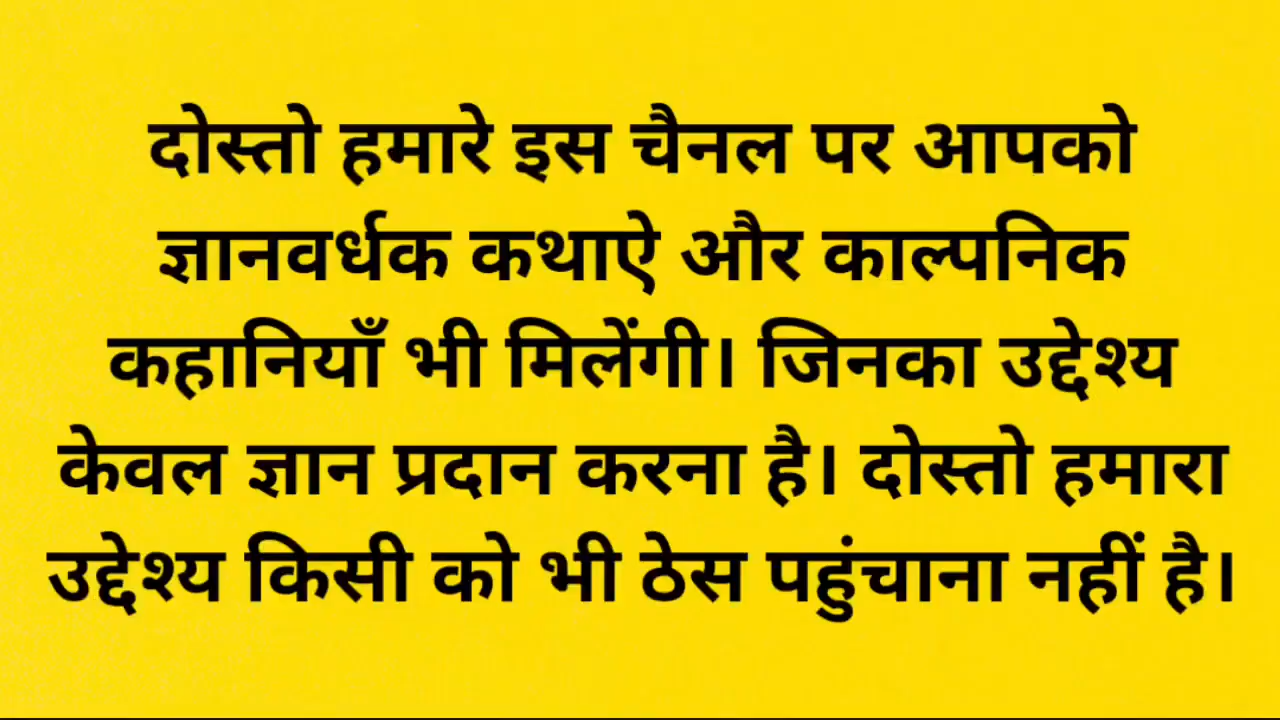 दोस्तो हमारे इस चैनल पर आपको
ज्ञानवर्धक कथाऐ और काल्पनिक
कहानियाँ भी मिलेंगी। जिनका उद्देश्य
केवल ज्ञान प्रदान करना है। दोस्तो हमारा
उद्देश्य किसी को भी ठेस पहुंचाना नहीं है।